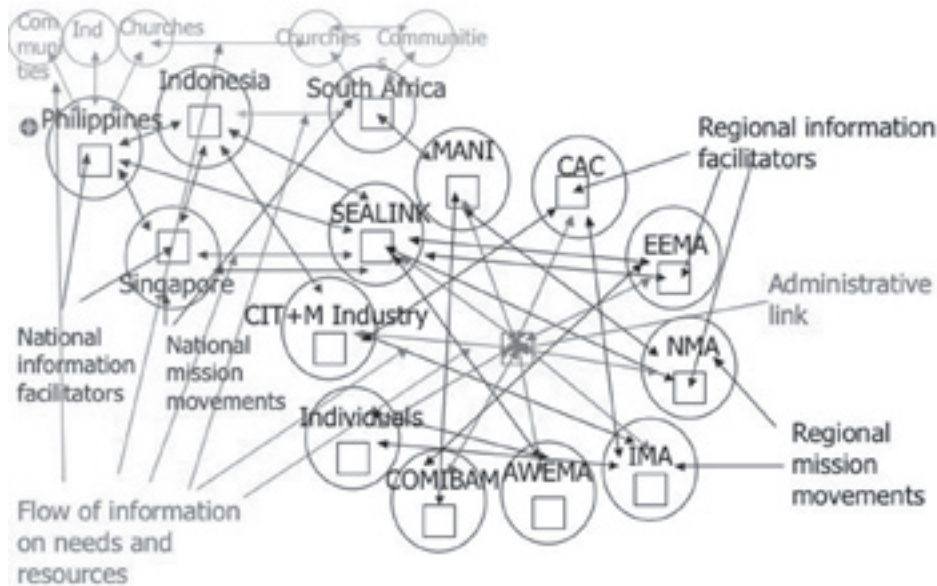 Com
muni
ties
Ind
Churches
Churches
Communitie
s
Indonesia
South Africa
Philippines
MANI
CAC
Regional information
facilitators
SEALINK
EEMA
Singapore
Administrative
link
CIT+M Industry
National
information
facilitators
National
mission
movements
NMA
Individuals
Regional
mission
movements
COMIBAM
AWEMA
IMA
Flow of information
on needs and
resources